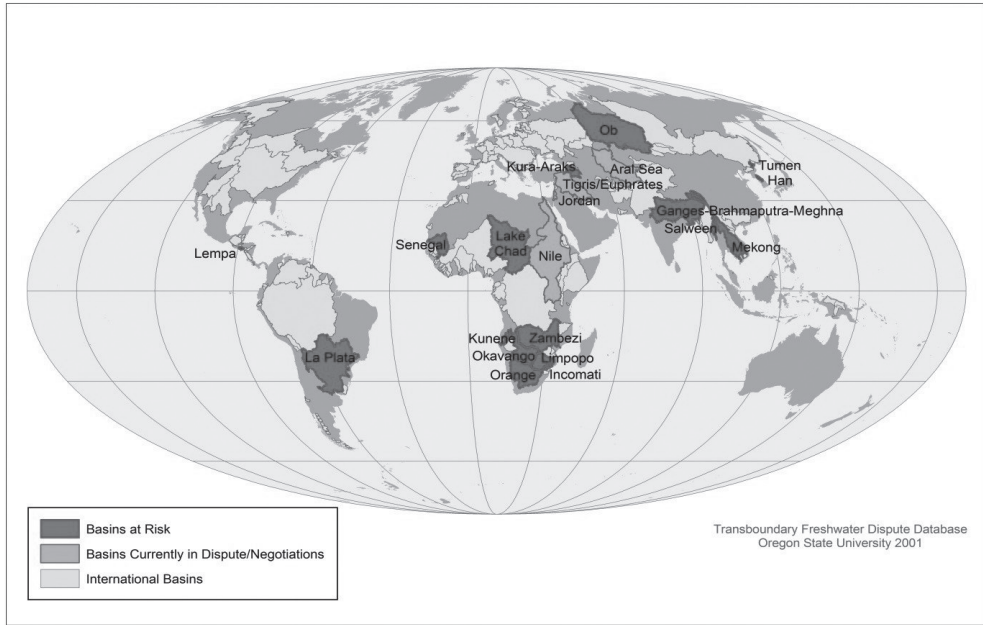 Ob
Kura-Araks
Aral Sea
Tumen
Han
Tigris/Euphrates
Jordan
Ganges-Brahmaputra-Meghna
Salween
Mekong
Senegal
Lake
Chad
Nile
Lempa
Kunene
Zambezi
Okavango
Limpopo
Orange
Incomati
La Plata
Basins at Risk
Basins Currently in Dispute/Negotiations
International Basins
Transboundary Freshwater Dispute Database
Oregon State University 2001